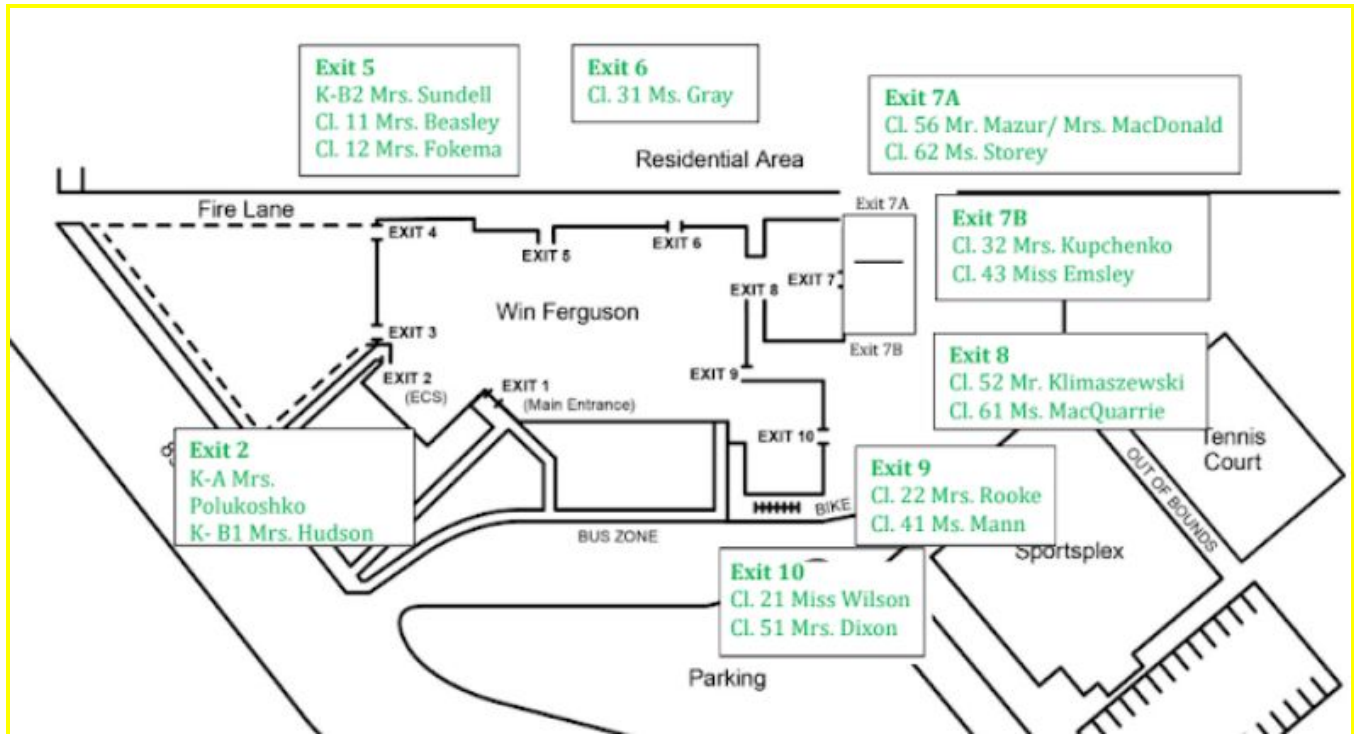 Exit 5
K-B2 Mrs. Sundell
Cl. 11 Mrs. Beasley
Cl. 12 Mrs. Fokema
Exit 6
Cl. 31 Ms. Gray
Exit 7A
Cl. 56 Mr. Mazur/ Mrs. MacDonald
Cl. 62 Ms. Storey
Residential Area
Fire Lane
Exit 7A
EXIT 4
EXIT 5
EXIT 6
Exit 7B
Cl. 32 Mrs. Kupchenko
Cl. 43 Miss Emsley
EXIT 7
EXIT 8
Win Ferguson
EXIT 3
Exit 7B
EXIT 2
(ECS)
EXIT 1
(Main Entrance)
EXIT 9
Exit 8
Cl. 52 Mr. Klimaszewski
Cl. 61 Ms. MacQuarrie
EXIT 10
Tennis
Court
Exit 2
K-A Mrs.
Polukoshko
K- B1 Mrs. Hudson
Exit 9
Cl. 22 Mrs. Rooke
Cl. 41 Ms. Mann
OUT OF BOUNDS
BIKE
BUS ZONE
Sportsplex
Exit 10
Cl. 21 Miss Wilson
Cl. 51 Mrs. Dixon
Parking